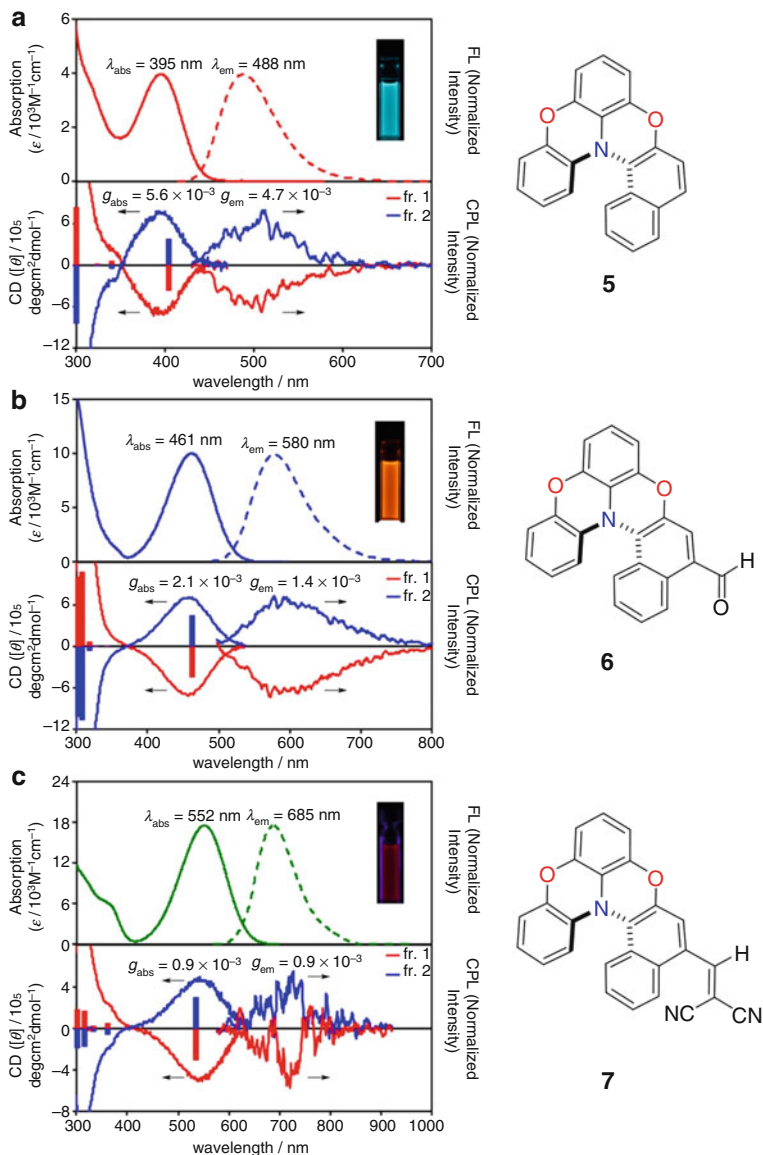 a
Absorption
(ε / 10³M⁻¹cm⁻¹)
6
4
2
0
λabs = 395 nm
λem = 488 nm
FL (Normalized
Intensity)
CD ([θ] / 10₅
degcm²dmol⁻¹)
6
0
−6
−12
gabs = 5.6 × 10⁻³
gem = 4.7 × 10⁻³
fr. 1
fr. 2
CPL (Normalized
Intensity)
300
400
500
600
700
wavelength / nm
O
O
N
5
b
Absorption
(ε / 10³M⁻¹cm⁻¹)
15
10
5
0
λabs = 461 nm
λem = 580 nm
FL (Normalized
Intensity)
CD ([θ] / 10₅
degcm²dmol⁻¹)
6
0
−6
−12
gabs = 2.1 × 10⁻³
gem = 1.4 × 10⁻³
fr. 1
fr. 2
CPL (Normalized
Intensity)
300
400
500
600
700
800
wavelength / nm
O
O
N
H
O
6
c
Absorption
(ε / 10³M⁻¹cm⁻¹)
24
18
12
6
0
λabs = 552 nm
λem = 685 nm
FL (Normalized
Intensity)
CD ([θ] / 10₅
degcm²dmol⁻¹)
4
0
−4
−8
gabs = 0.9 × 10⁻³
gem = 0.9 × 10⁻³
fr. 1
fr. 2
CPL (Normalized
Intensity)
300
400
500
600
700
800
900
1000
wavelength / nm
O
O
N
H
CN
CN
7